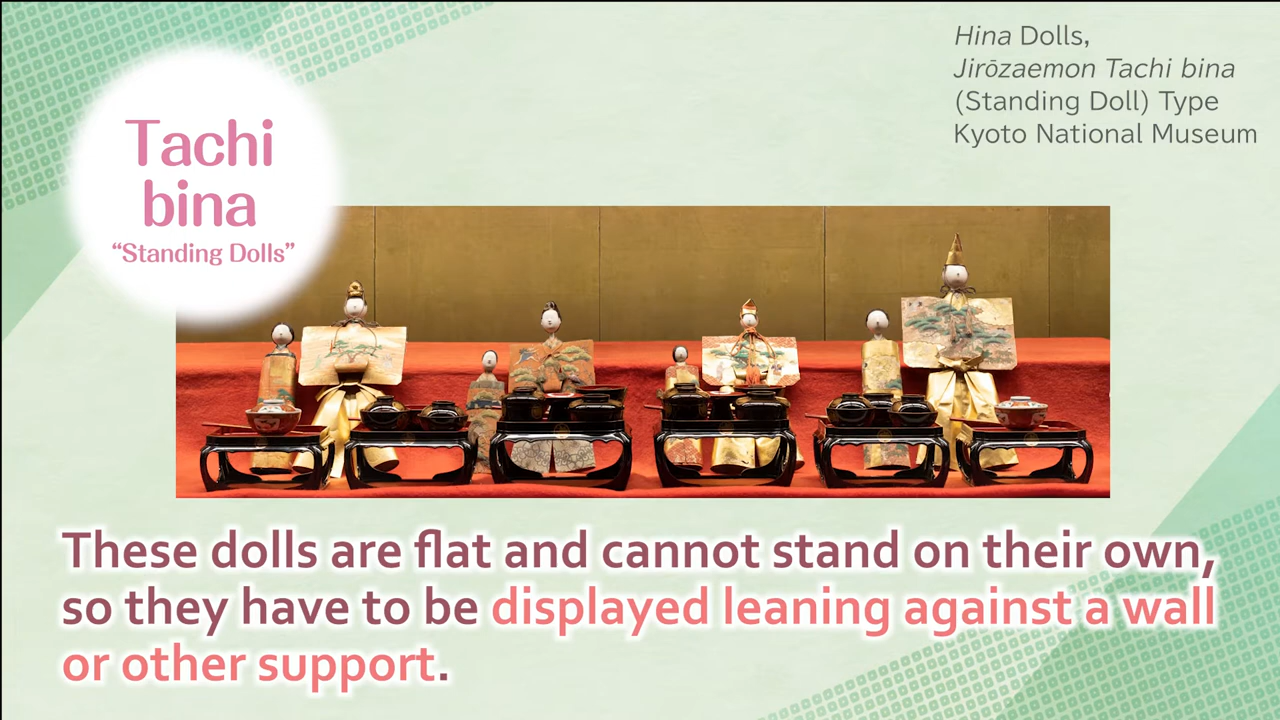 Tachi
bina
“Standing Dolls”
Hina Dolls,
Jirōzaemon Tachi bina
(Standing Doll) Type
Kyoto National Museum
These dolls are flat and cannot stand on their own,
so they have to be displayed leaning against a wall
or other support.